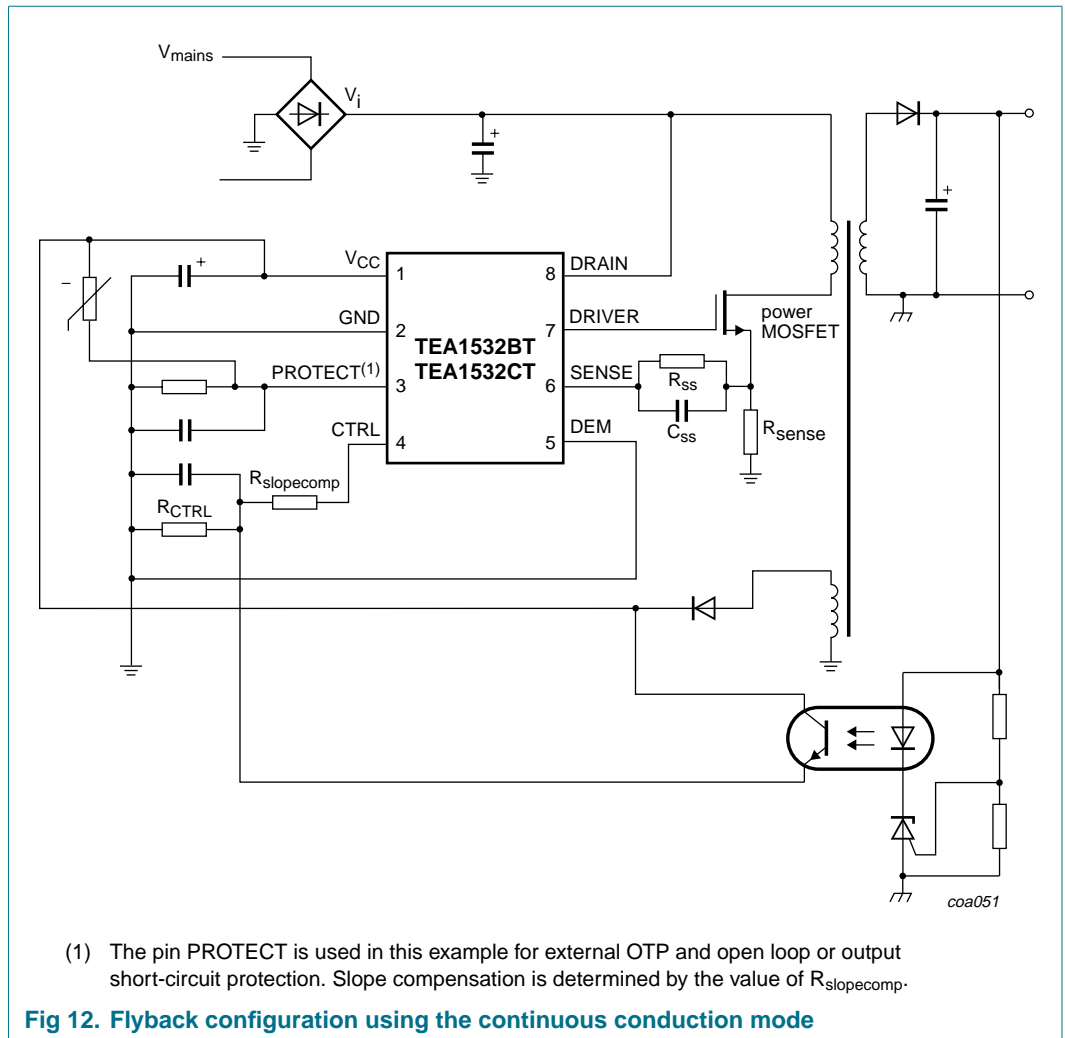 Vmains
Vi
+
+
VCC
+
1
8
DRAIN
−
GND
2
7
DRIVER
power
MOSFET
TEA1532BT
TEA1532CT
PROTECT(1)
3
6
SENSE
Rss
Css
Rsense
CTRL
4
5
DEM
Rslopecomp
RCTRL
coa051
(1) The pin PROTECT is used in this example for external OTP and open loop or output
short-circuit protection. Slope compensation is determined by the value of Rslopecomp.
Fig 12. Flyback configuration using the continuous conduction mode